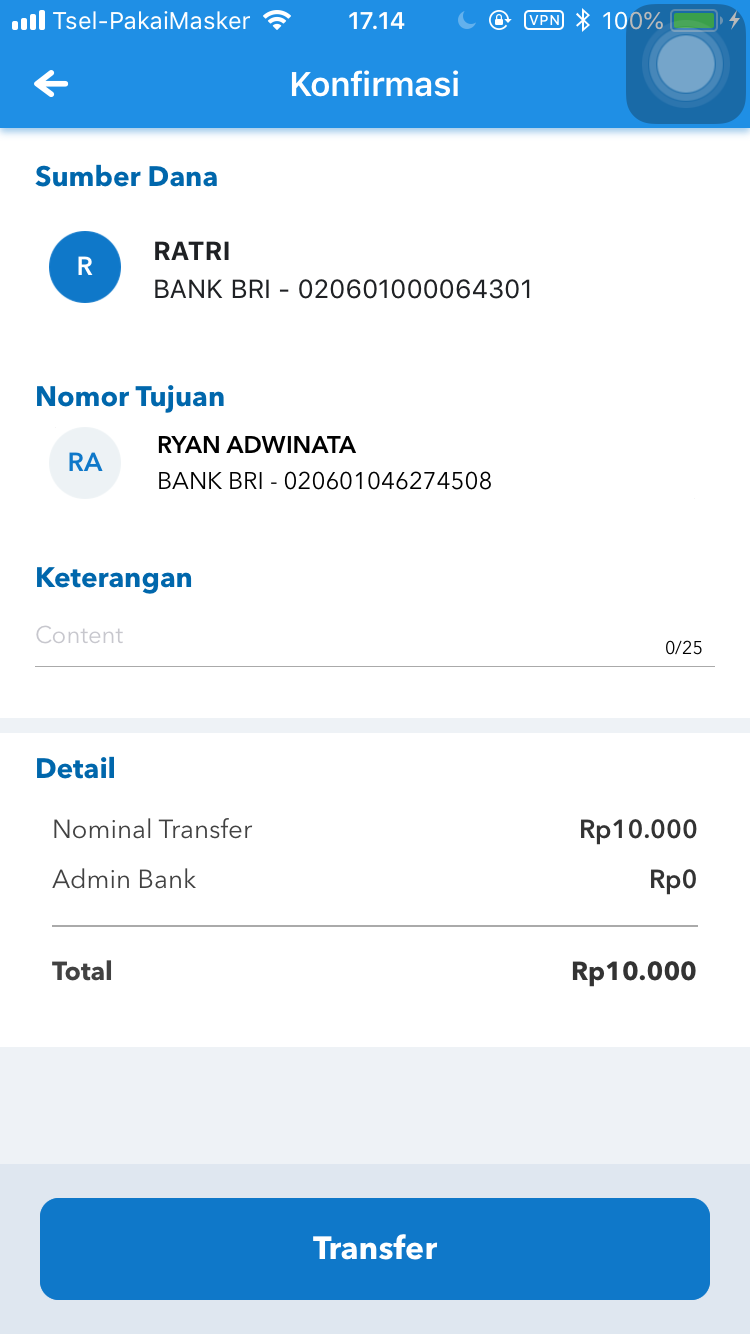 Tsel-PakaiMasker 17.14 VPN 100%
Konfirmasi
Sumber Dana
R
RATRI
BANK BRI - 020601000064301
Nomor Tujuan
RA
RYAN ADWINATA
BANK BRI - 020601046274508
Keterangan
Content
0/25
Detail
Nominal Transfer Rp10.000
Admin Bank Rp0
Total Rp10.000
Transfer